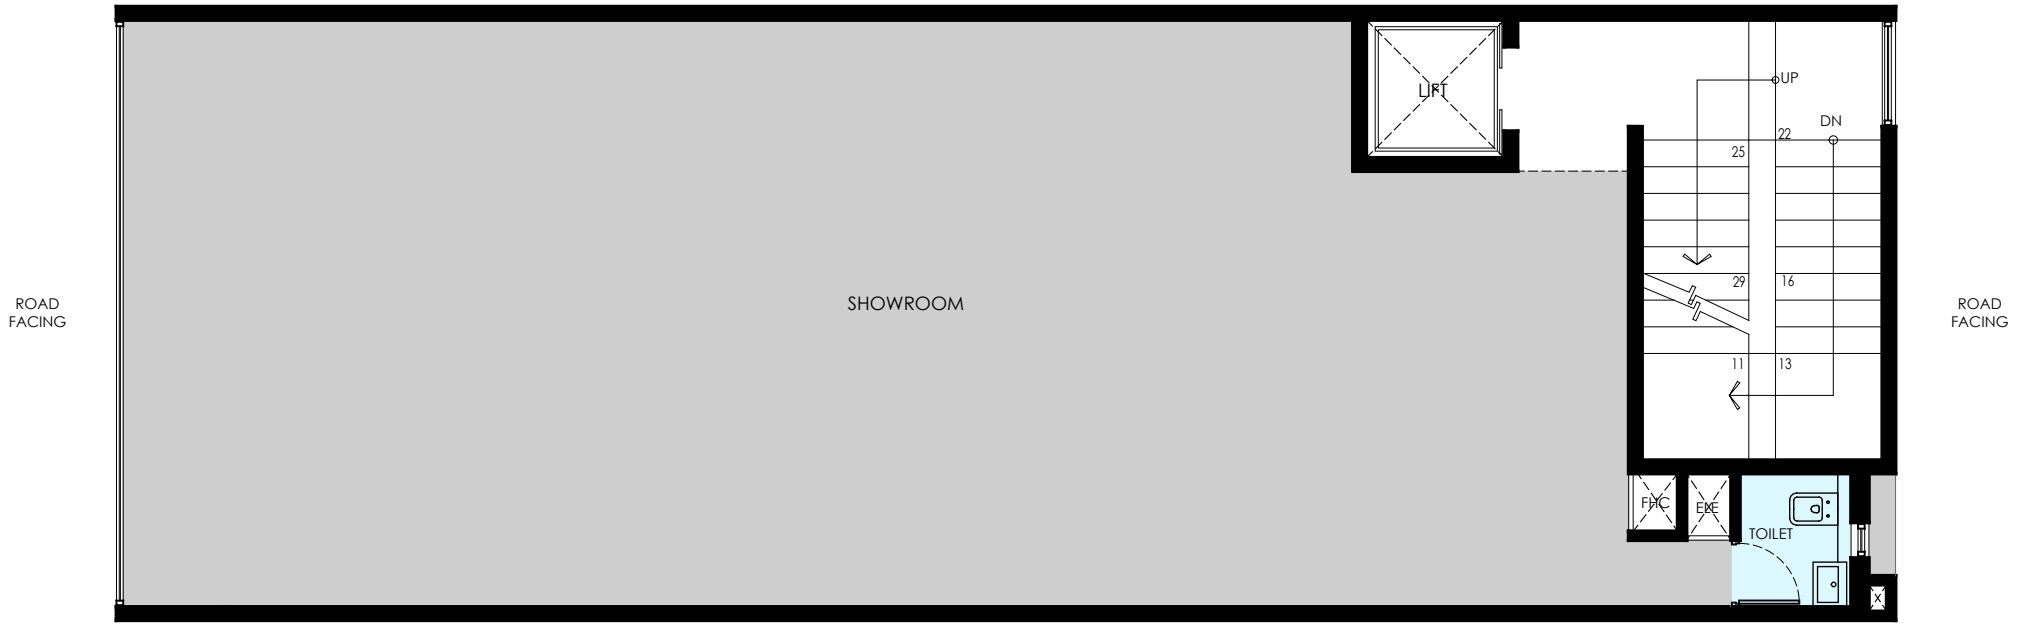 LIFT
UP
DN
22
25
29
16
ROAD
FACING
SHOWROOM
ROAD
FACING
11
13
FHC
ELE
TOILET
X